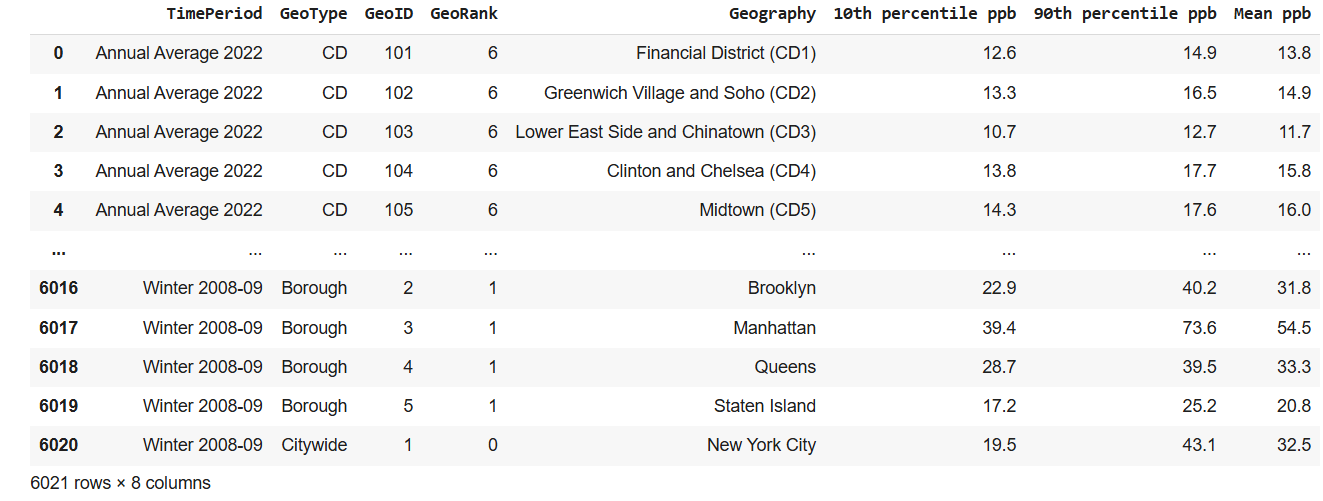 TimePeriod GeoType GeoID GeoRank Geography 10th percentile ppb 90th percentile ppb Mean ppb
0 Annual Average 2022 CD 101 6 Financial District (CD1) 12.6 14.9 13.8
1 Annual Average 2022 CD 102 6 Greenwich Village and Soho (CD2) 13.3 16.5 14.9
2 Annual Average 2022 CD 103 6 Lower East Side and Chinatown (CD3) 10.7 12.7 11.7
3 Annual Average 2022 CD 104 6 Clinton and Chelsea (CD4) 13.8 17.7 15.8
4 Annual Average 2022 CD 105 6 Midtown (CD5) 14.3 17.6 16.0
... ... ... ... ... ... ... ... ...
6016 Winter 2008-09 Borough 2 1 Brooklyn 22.9 40.2 31.8
6017 Winter 2008-09 Borough 3 1 Manhattan 39.4 73.6 54.5
6018 Winter 2008-09 Borough 4 1 Queens 28.7 39.5 33.3
6019 Winter 2008-09 Borough 5 1 Staten Island 17.2 25.2 20.8
6020 Winter 2008-09 Citywide 1 0 New York City 19.5 43.1 32.5
6021 rows × 8 columns